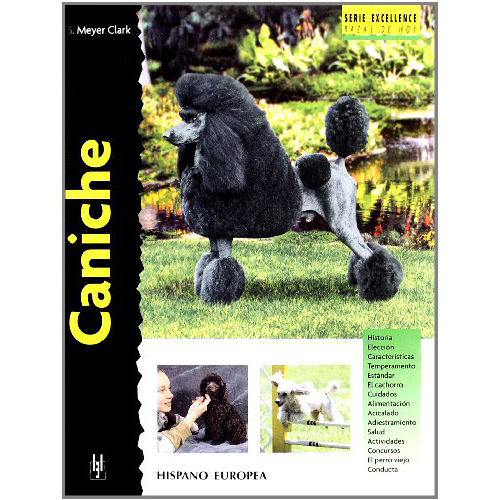 S. Meyer Clark
SERIE EXCELLENCE
RAZAS DE HOY
Caniche
Historia
Elección
Características
Temperamento
Estándar
El cachorro
Cuidados
Alimentación
Acicalado
Adiestramiento
Salud
Actividades
Concursos
El perro viejo
Conducta
HISPANO EUROPEA